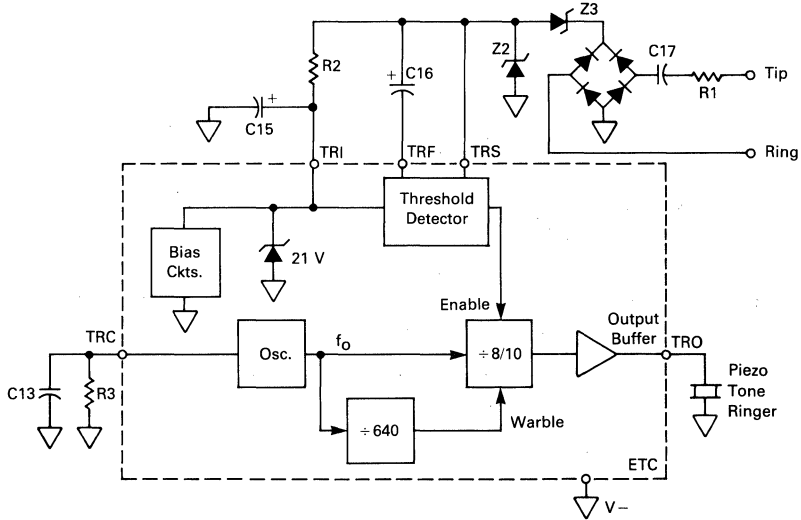 Z3
Z2
C17
R1
Tip
Ring
R2
+
C16
+
C15
TRI
TRF
TRS
Threshold
Detector
Bias
Ckts.
21 V
Enable
TRC
Osc.
fo
÷8/10
Output
Buffer
TRO
C13
R3
÷640
Warble
Piezo
Tone
Ringer
ETC
V−